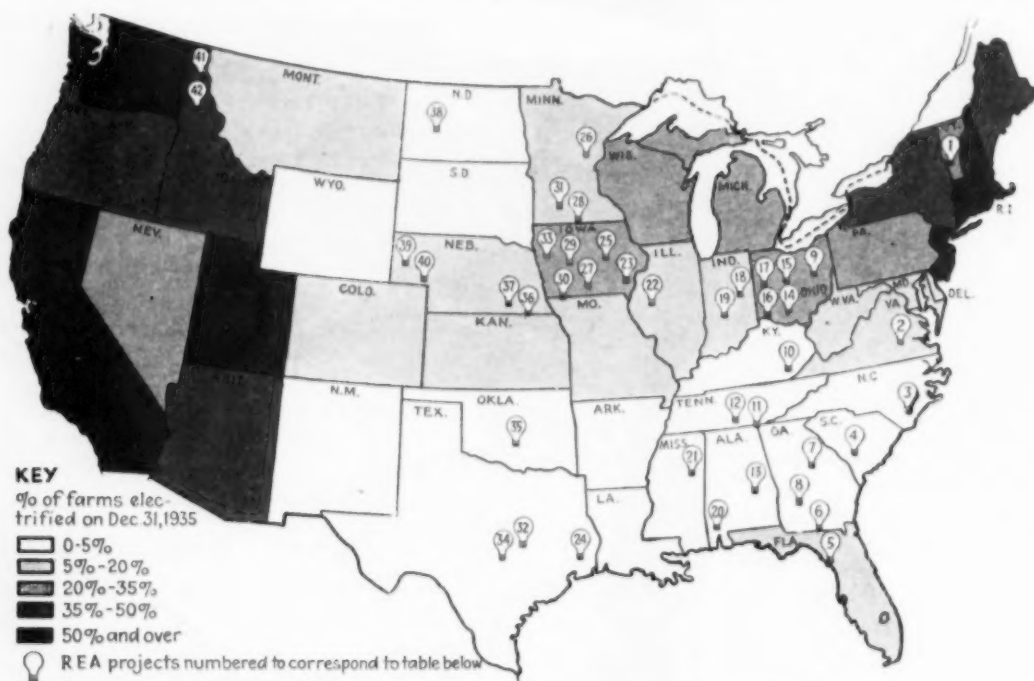 41
42
MONT.
N.D.
38
MINN.
26
WIS.
MICH.
1
R.I.
WYO.
S.D.
31
28
IOWA
33
29
25
30
27
23
NEV.
39
40
NEB.
37
36
ILL.
22
IND.
18
19
17
15
9
16
14
OHIO
PA.
MD.
DEL.
W.VA.
VA.
2
COLO.
KAN.
MO.
KY.
10
N.C.
3
ARIZ.
N.M.
TEX.
OKLA.
35
ARK.
TENN.
12
11
S.C.
4
MISS.
21
ALA.
13
GA.
7
8
6
LA.
20
FLA.
5
34
32
24
KEY
% of farms elec-
trified on Dec. 31, 1935
0-5%
5%-20%
20%-35%
35%-50%
50% and over
REA projects numbered to correspond to table below